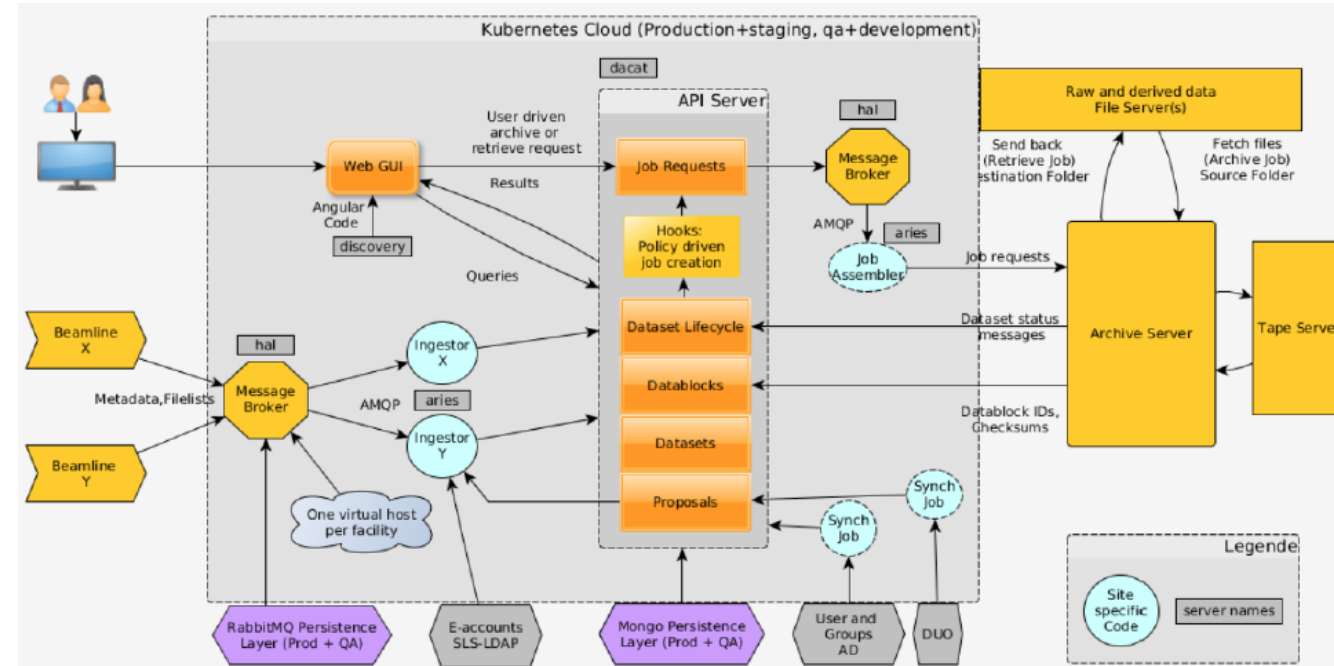 Kubernetes Cloud (Production+staging, qa+development)
dacat
API Server
hal
Raw and derived data
File Server(s)
User driven
archive or
retrieve request
Web GUI
Job Requests
Message
Broker
Send back
(Retrieve Job)
estination Folder
Fetch files
(Archive Job)
Source Folder
Results
Angular
Code
discovery
Hooks:
Policy driven
job creation
AMQP
aries
Job
Assembler
Job requests
Queries
Dataset Lifecycle
Dataset status
messages
Archive Server
Tape Serve
Beamline
X
hal
Ingestor
X
Message
Broker
Metadata,Filelists
AMQP
aries
Datablocks
Datablock IDs,
Checksums
Ingestor
Y
Datasets
Beamline
Y
Proposals
Synch
Job
Synch
Job
One virtual host
per facility
Legende
Site
specific
Code
server names
RabbitMQ Persistence
Layer (Prod + QA)
E-accounts
SLS-LDAP
Mongo Persistence
Layer (Prod + QA)
User and
Groups
AD
DUO